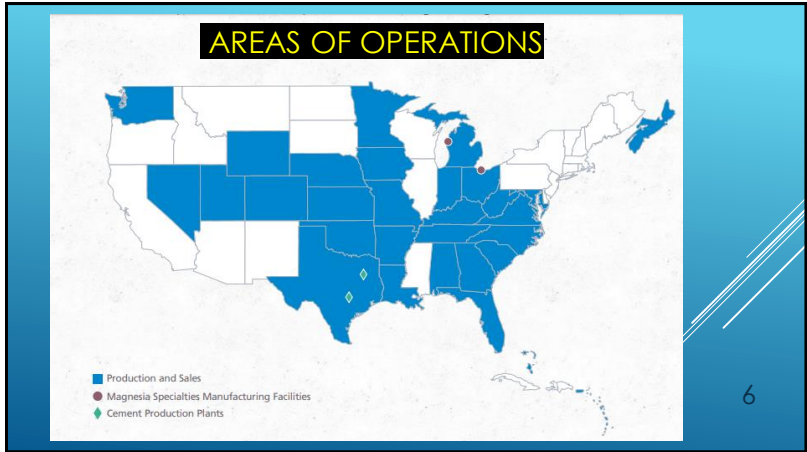 AREAS OF OPERATIONS
Production and Sales
Magnesia Specialties Manufacturing Facilities
Cement Production Plants
6